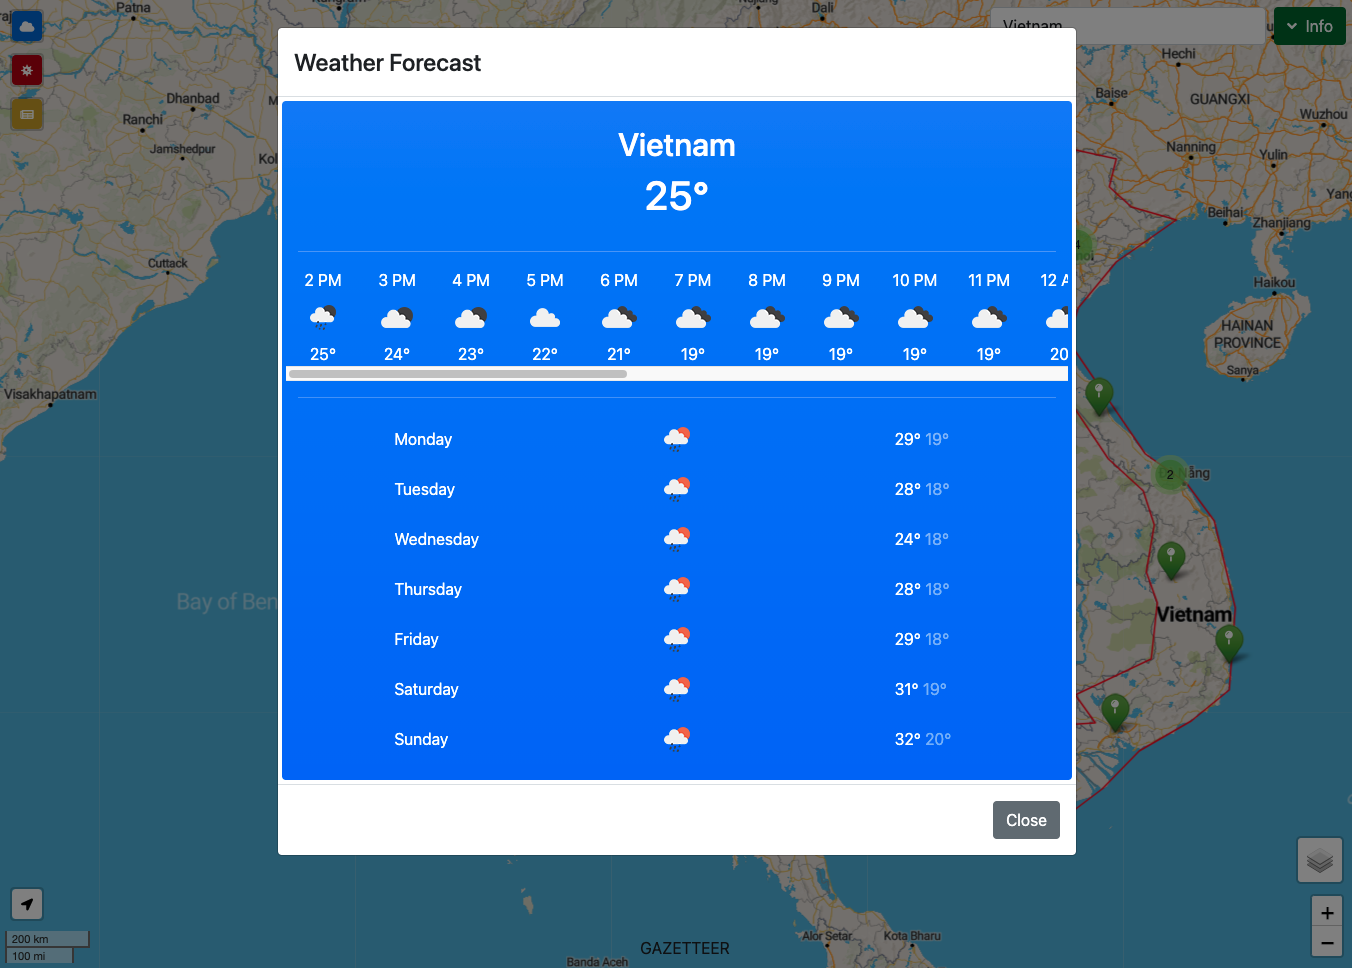 Patna
Dali
Vietnam
Info
Hechi
Dhanbad
Baise
GUANGXI
Ranchi
Wuzhou
Jamshedpur
Nanning
Yulin
Beihai
Zhanjiang
Cuttack
Haikou
HAINAN
PROVINCE
Sanya
Visakhapatnam
2
Vietnam
Weather Forecast
Vietnam
25°
2 PM 3 PM 4 PM 5 PM 6 PM 7 PM 8 PM 9 PM 10 PM 11 PM 12 A
25° 24° 23° 22° 21° 19° 19° 19° 19° 19° 20
Monday 29° 19°
Tuesday 28° 18°
Wednesday 24° 18°
Thursday 28° 18°
Friday 29° 18°
Saturday 31° 19°
Sunday 32° 20°
Close
Bay of Ben
200 km
100 mi
GAZETTEER
Banda Aceh
Alor Setar
Kota Bharu
+
−